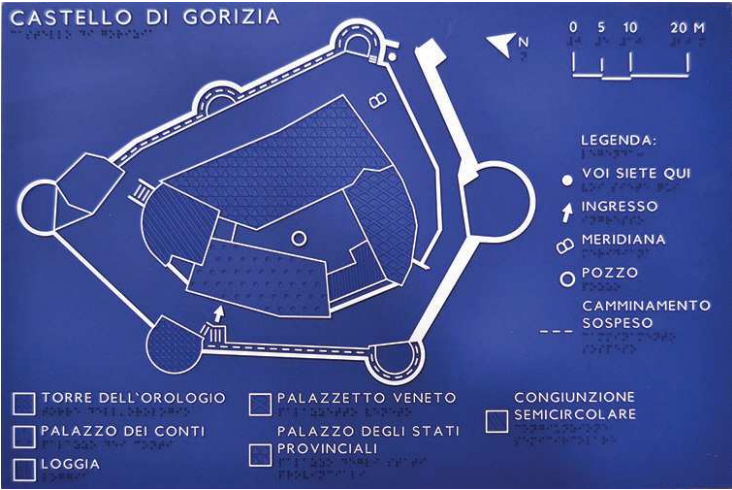 CASTELLO DI GORIZIA
N
0 5 10 20 M
LEGENDA:
VOI SIETE QUI
INGRESSO
MERIDIANA
POZZO
CAMMINAMENTO
SOSPESO
TORRE DELL'OROLOGIO
PALAZZO DEI CONTI
LOGGIA
PALAZZETTO VENETO
PALAZZO DEGLI STATI
PROVINCIALI
CONGIUNZIONE
SEMICIRCOLARE